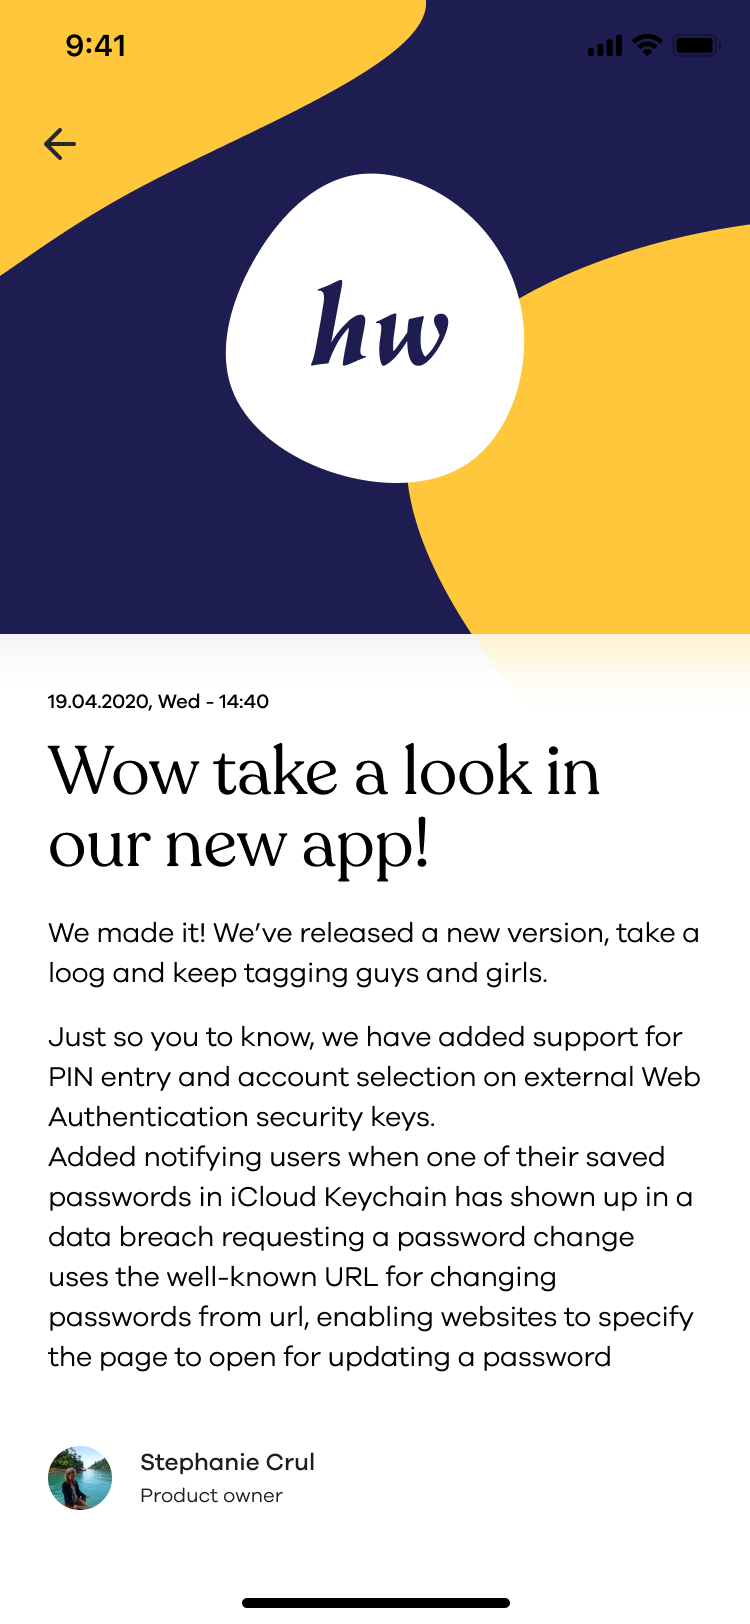 9:41
hw
19.04.2020, Wed - 14:40
Wow take a look in
our new app!
We made it! We’ve released a new version, take a
loog and keep tagging guys and girls.
Just so you to know, we have added support for
PIN entry and account selection on external Web
Authentication security keys.
Added notifying users when one of their saved
passwords in iCloud Keychain has shown up in a
data breach requesting a password change
uses the well-known URL for changing
passwords from url, enabling websites to specify
the page to open for updating a password
Stephanie Crul
Product owner